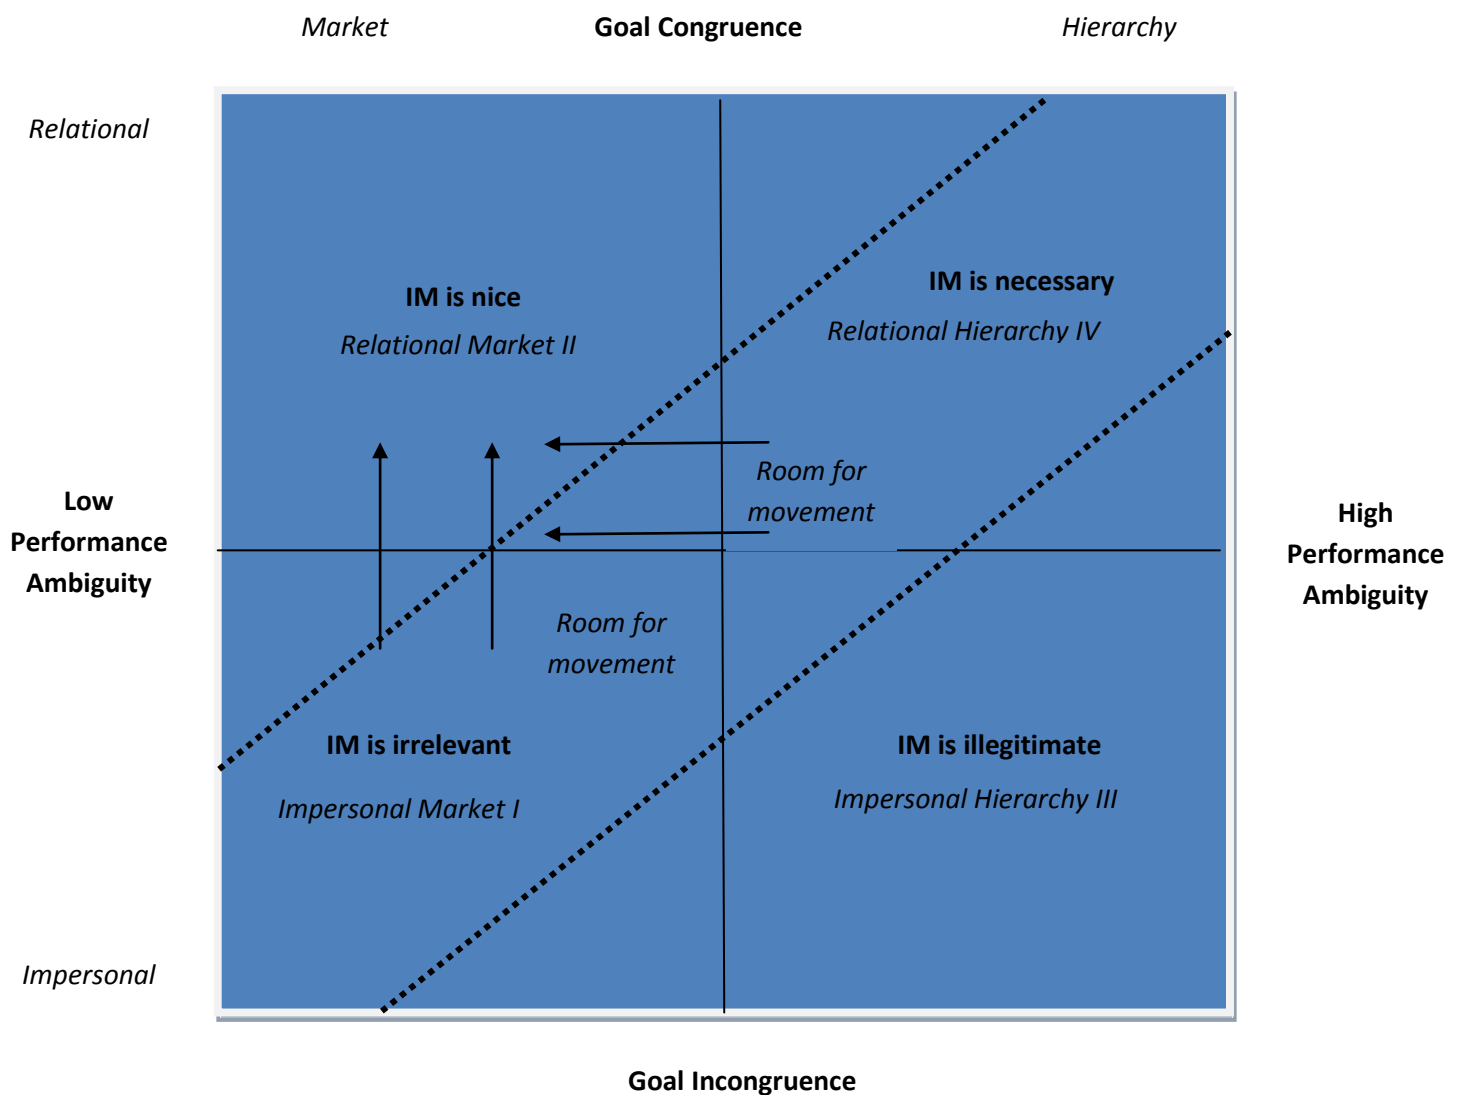 Market
Goal Congruence
Hierarchy
Relational
IM is nice
Relational Market II
IM is necessary
Relational Hierarchy IV
Room for
movement
Low
Performance
Ambiguity
High
Performance
Ambiguity
Room for
movement
IM is irrelevant
Impersonal Market I
IM is illegitimate
Impersonal Hierarchy III
Impersonal
Goal Incongruence